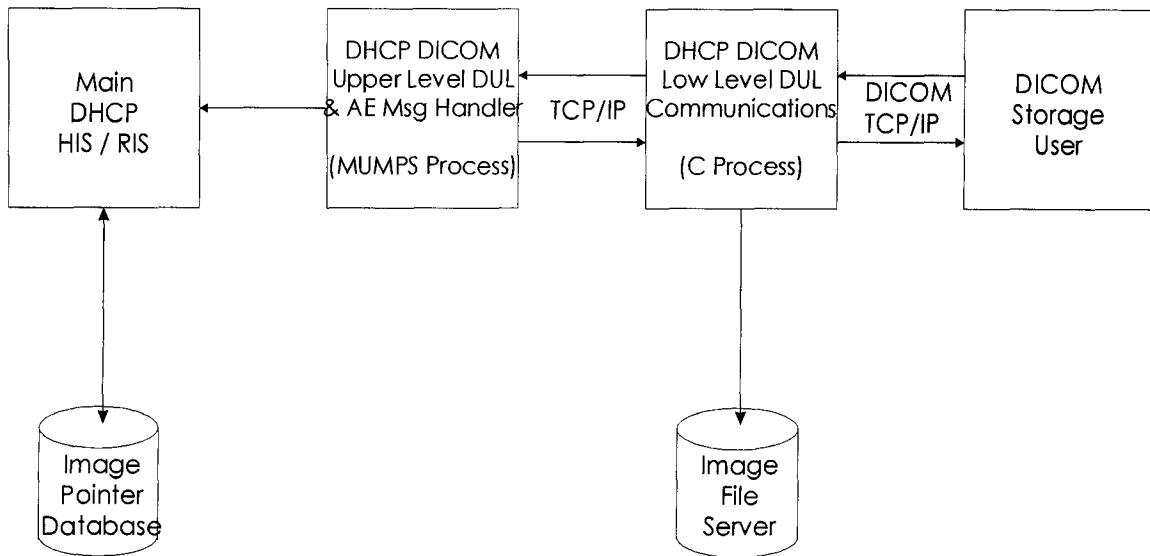 Main
DHCP
HIS / RIS
DHCP DICOM
Upper Level DUL
& AE Msg Handler
(MUMPS Process)
TCP/IP
DHCP DICOM
Low Level DUL
Communications
(C Process)
DICOM
TCP/IP
DICOM
Storage
User
Image
Pointer
Database
Image
File
Server